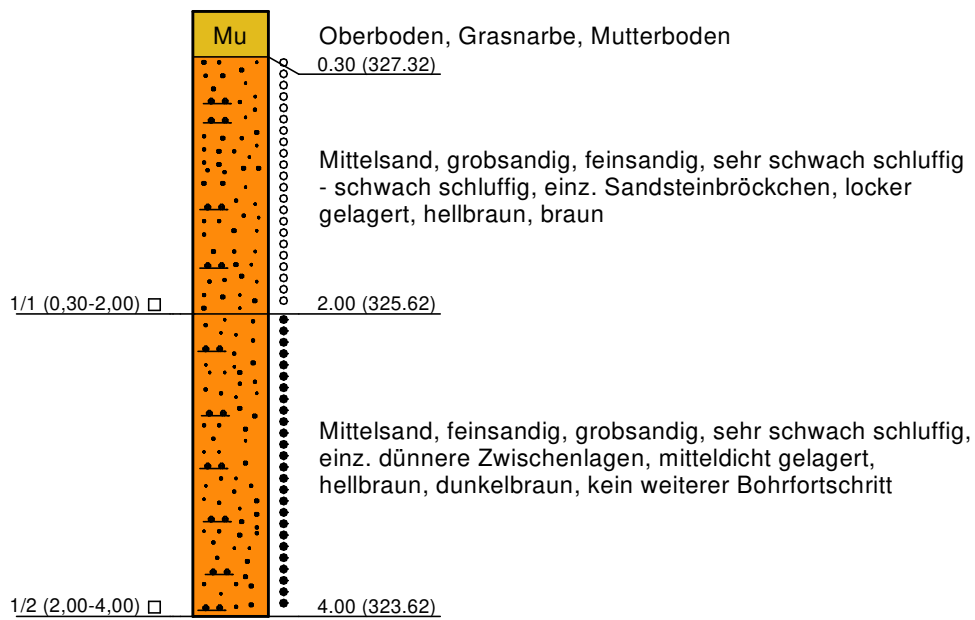 Mu
Oberboden, Grasnarbe, Mutterboden
0.30 (327.32)
Mittelsand, grobsandig, feinsandig, sehr schwach schluffig
- schwach schluffig, einz. Sandsteinbröckchen, locker
gelagert, hellbraun, braun
1/1 (0,30-2,00)
2.00 (325.62)
Mittelsand, feinsandig, grobsandig, sehr schwach schluffig,
einz. dünnere Zwischenlagen, mitteldicht gelagert,
hellbraun, dunkelbraun, kein weiterer Bohrfortschritt
1/2 (2,00-4,00)
4.00 (323.62)